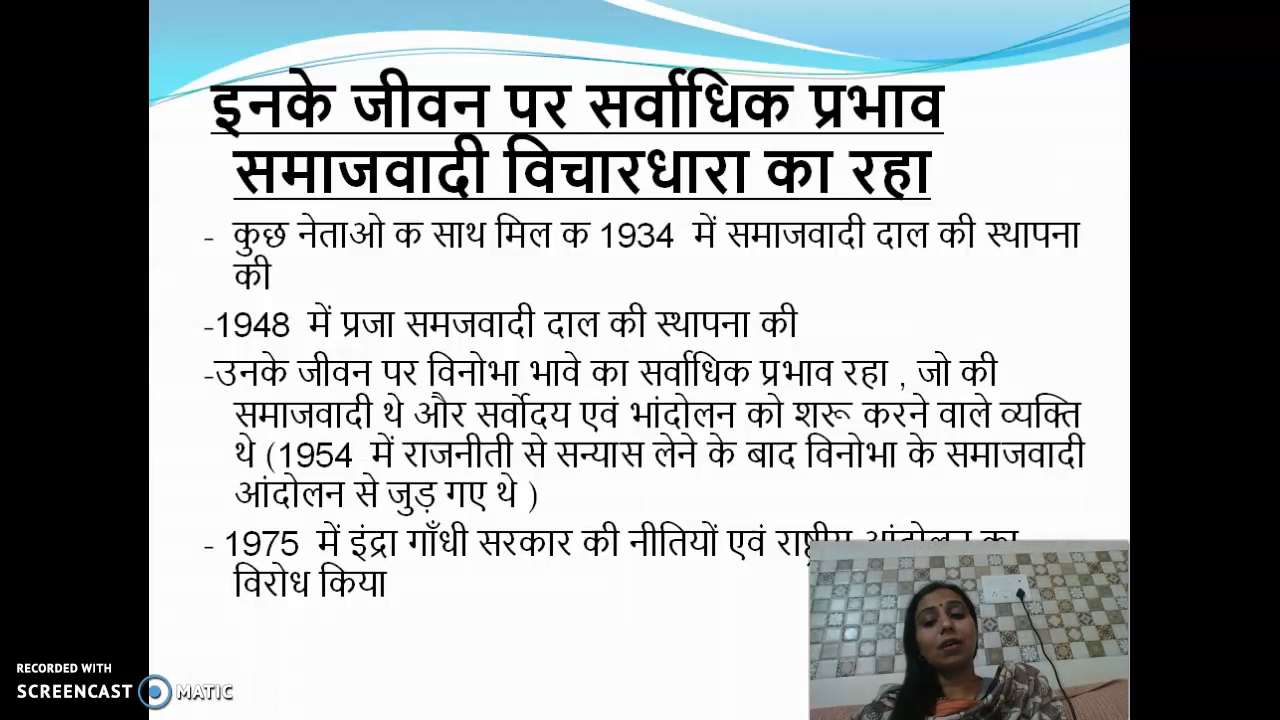 इनके जीवन पर सर्वाधिक प्रभाव
समाजवादी विचारधारा का रहा
- कुछ नेताओ क साथ मिल क 1934 में समाजवादी दाल की स्थापना
की
-1948 में प्रजा समजवादी दाल की स्थापना की
-उनके जीवन पर विनोभा भावे का सर्वाधिक प्रभाव रहा , जो की
समाजवादी थे और सर्वोदय एवं भांदोलन को शरू करने वाले व्यक्ति
थे (1954 में राजनीती से सन्यास लेने के बाद विनोभा के समाजवादी
आंदोलन से जुड़ गए थे )
- 1975 में इंद्रा गाँधी सरकार की नीतियों एवं राष्ट्रीय आंदोलन का
विरोध किया
RECORDED WITH
SCREENCAST MATIC